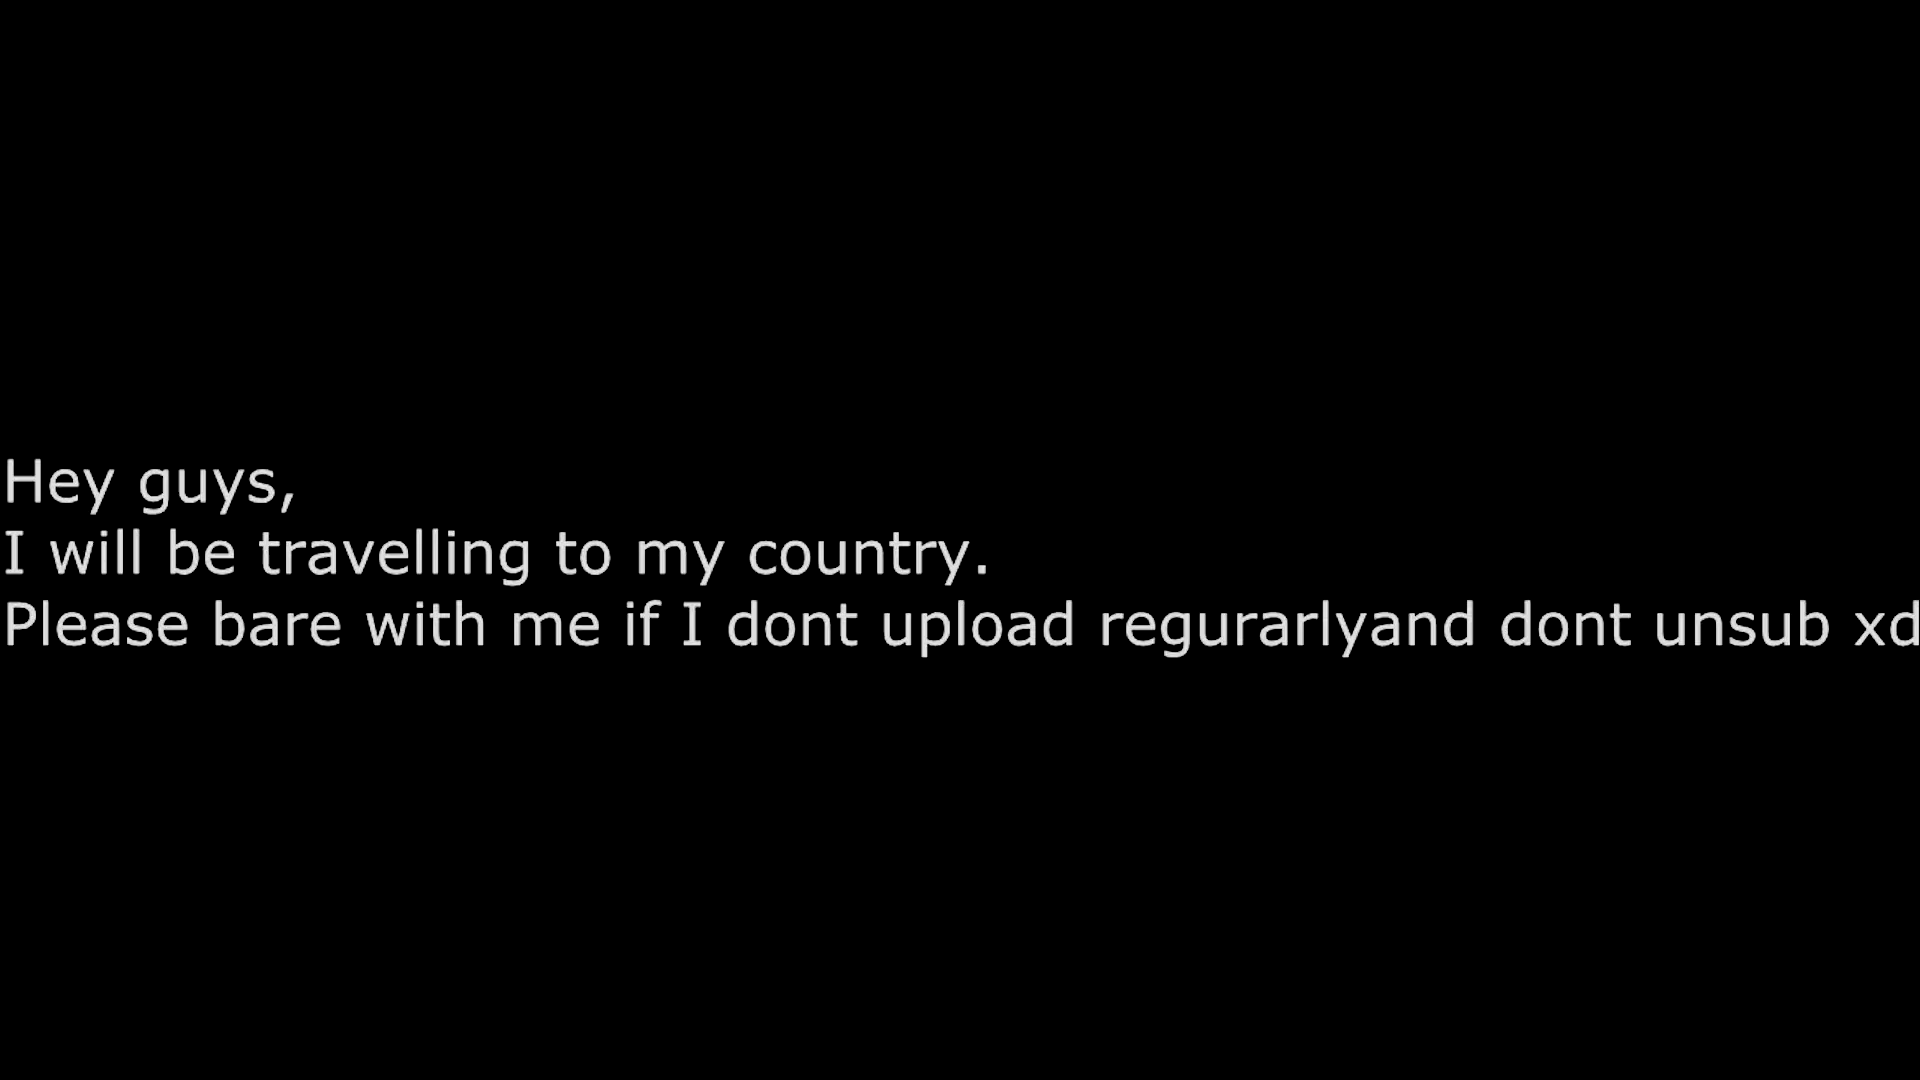 Hey guys,
I will be travelling to my country.
Please bare with me if I dont upload regurarlyand dont unsub xd